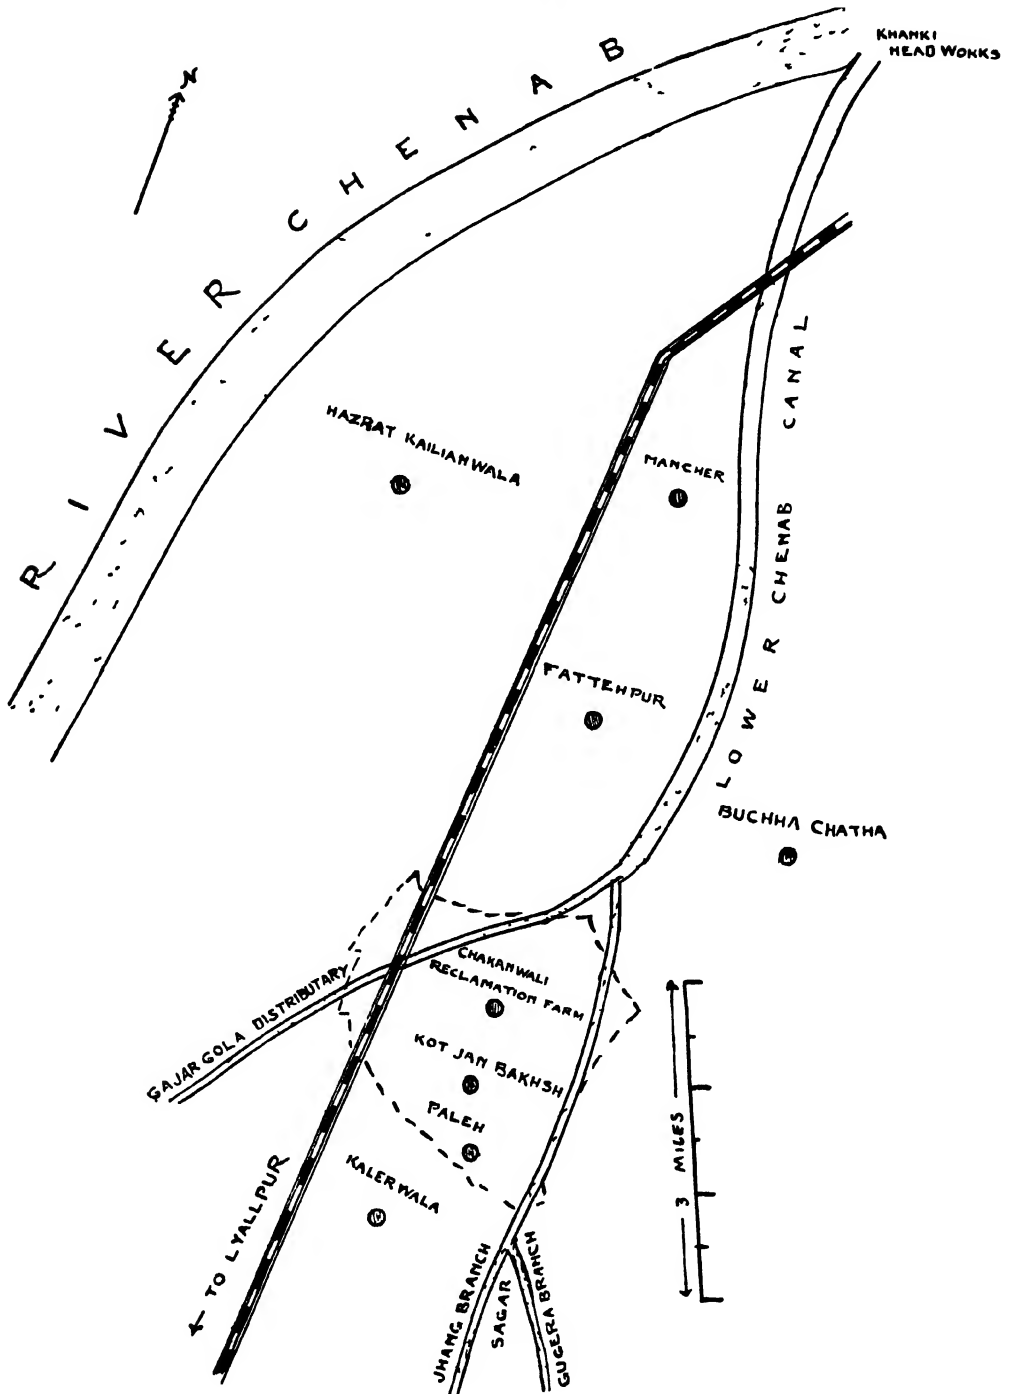 KHANKI
HEAD WORKS
N
RIVER CHENAB
LOWER CHENAB CANAL
HAZRAT KAILIANWALA
MANCHER
FATTEHPUR
BUCHHA CHATHA
CHAKANWALI
RECLAMATION FARM
GAJARGOLA DISTRIBUTARY
KOT JAN BAKHSH
PALEH
KALERWALA
3 MILES
TO LYALLPUR
JHANG BRANCH
SAGAR
GUGERA BRANCH